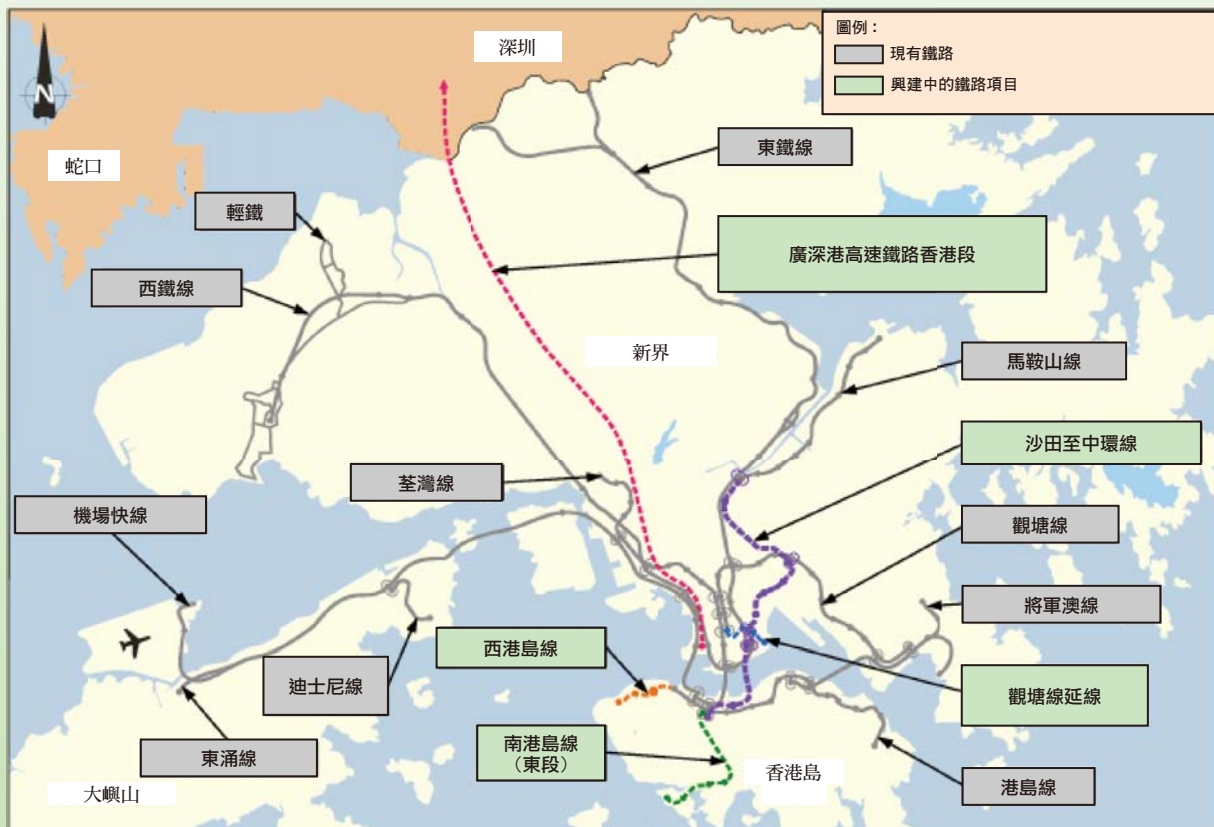 深圳
圖例：
現有鐵路
興建中的鐵路項目
N
蛇口
東鐵線
輕鐵
廣深港高速鐵路香港段
西鐵線
新界
馬鞍山線
沙田至中環線
荃灣線
機場快線
觀塘線
將軍澳線
西港島線
迪士尼線
觀塘線延線
南港島線
（東段）
東涌線
香港島
港島線
大嶼山